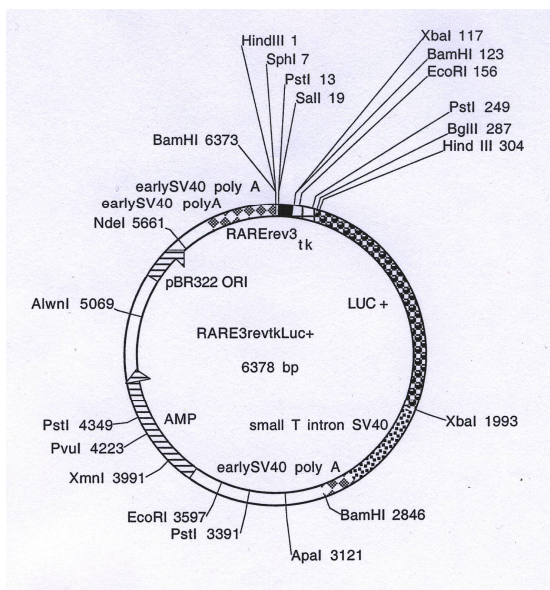 HindIII 1
SphI 7
PstI 13
SalI 19
XbaI 117
BamHI 123
EcoRI 156
PstI 249
BglII 287
Hind III 304
BamHI 6373
earlySV40 poly A
earlySV40 polyA
NdeI 5661
RARErev3
tk
pBR322 ORI
AlwnI 5069
LUC +
RARE3revtkLuc+
6378 bp
PstI 4349
AMP
small T intron SV40
XbaI 1993
PvuI 4223
XmnI 3991
earlySV40 poly A
EcoRI 3597
PstI 3391
BamHI 2846
ApaI 3121